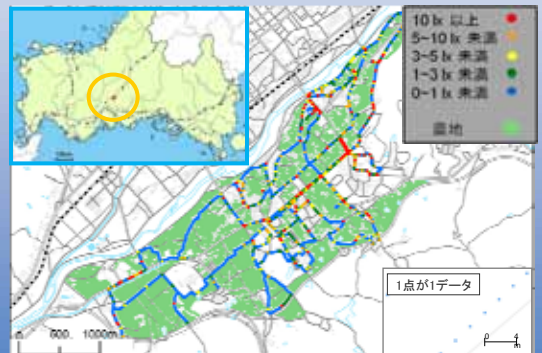 10 lx 以上
5~10 lx 未満
3~5 lx 未満
1~3 lx 未満
0~1 lx 未満
農地
1点が1データ
0 4
m
500 1000m